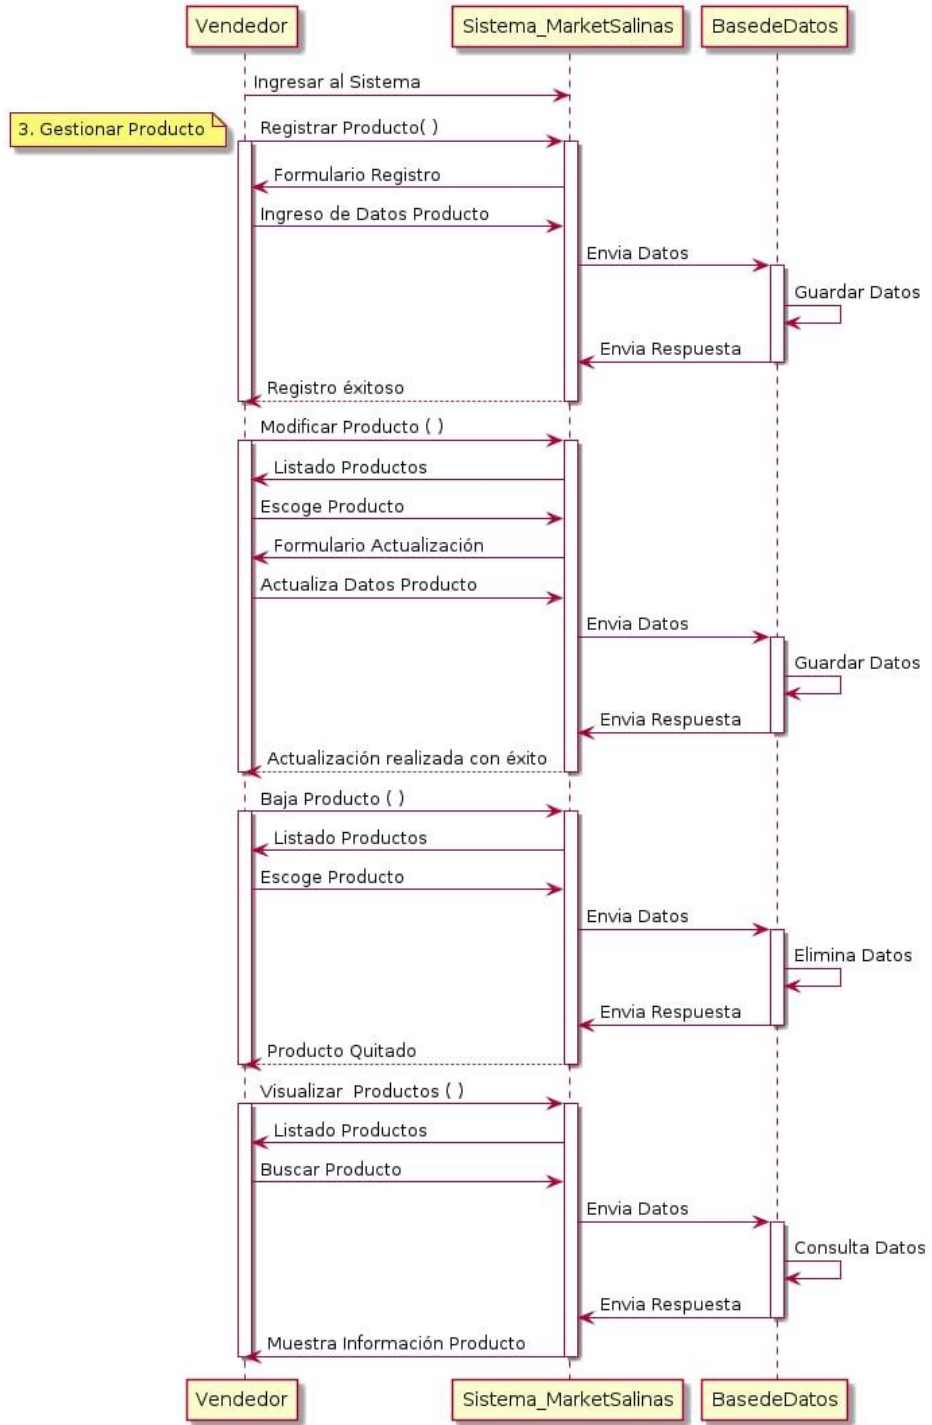 Vendedor
Sistema_MarketSalinas
BasedeDatos
Ingresar al Sistema
3. Gestionar Producto
Registrar Producto( )
Formulario Registro
Ingreso de Datos Producto
Envia Datos
Guardar Datos
Envia Respuesta
Registro éxitoso
Modificar Producto ( )
Listado Productos
Escoge Producto
Formulario Actualización
Actualiza Datos Producto
Envia Datos
Guardar Datos
Envia Respuesta
Actualización realizada con éxito
Baja Producto ( )
Listado Productos
Escoge Producto
Envia Datos
Elimina Datos
Envia Respuesta
Producto Quitado
Visualizar  Productos ( )
Listado Productos
Buscar Producto
Envia Datos
Consulta Datos
Envia Respuesta
Muestra Información Producto
Vendedor
Sistema_MarketSalinas
BasedeDatos